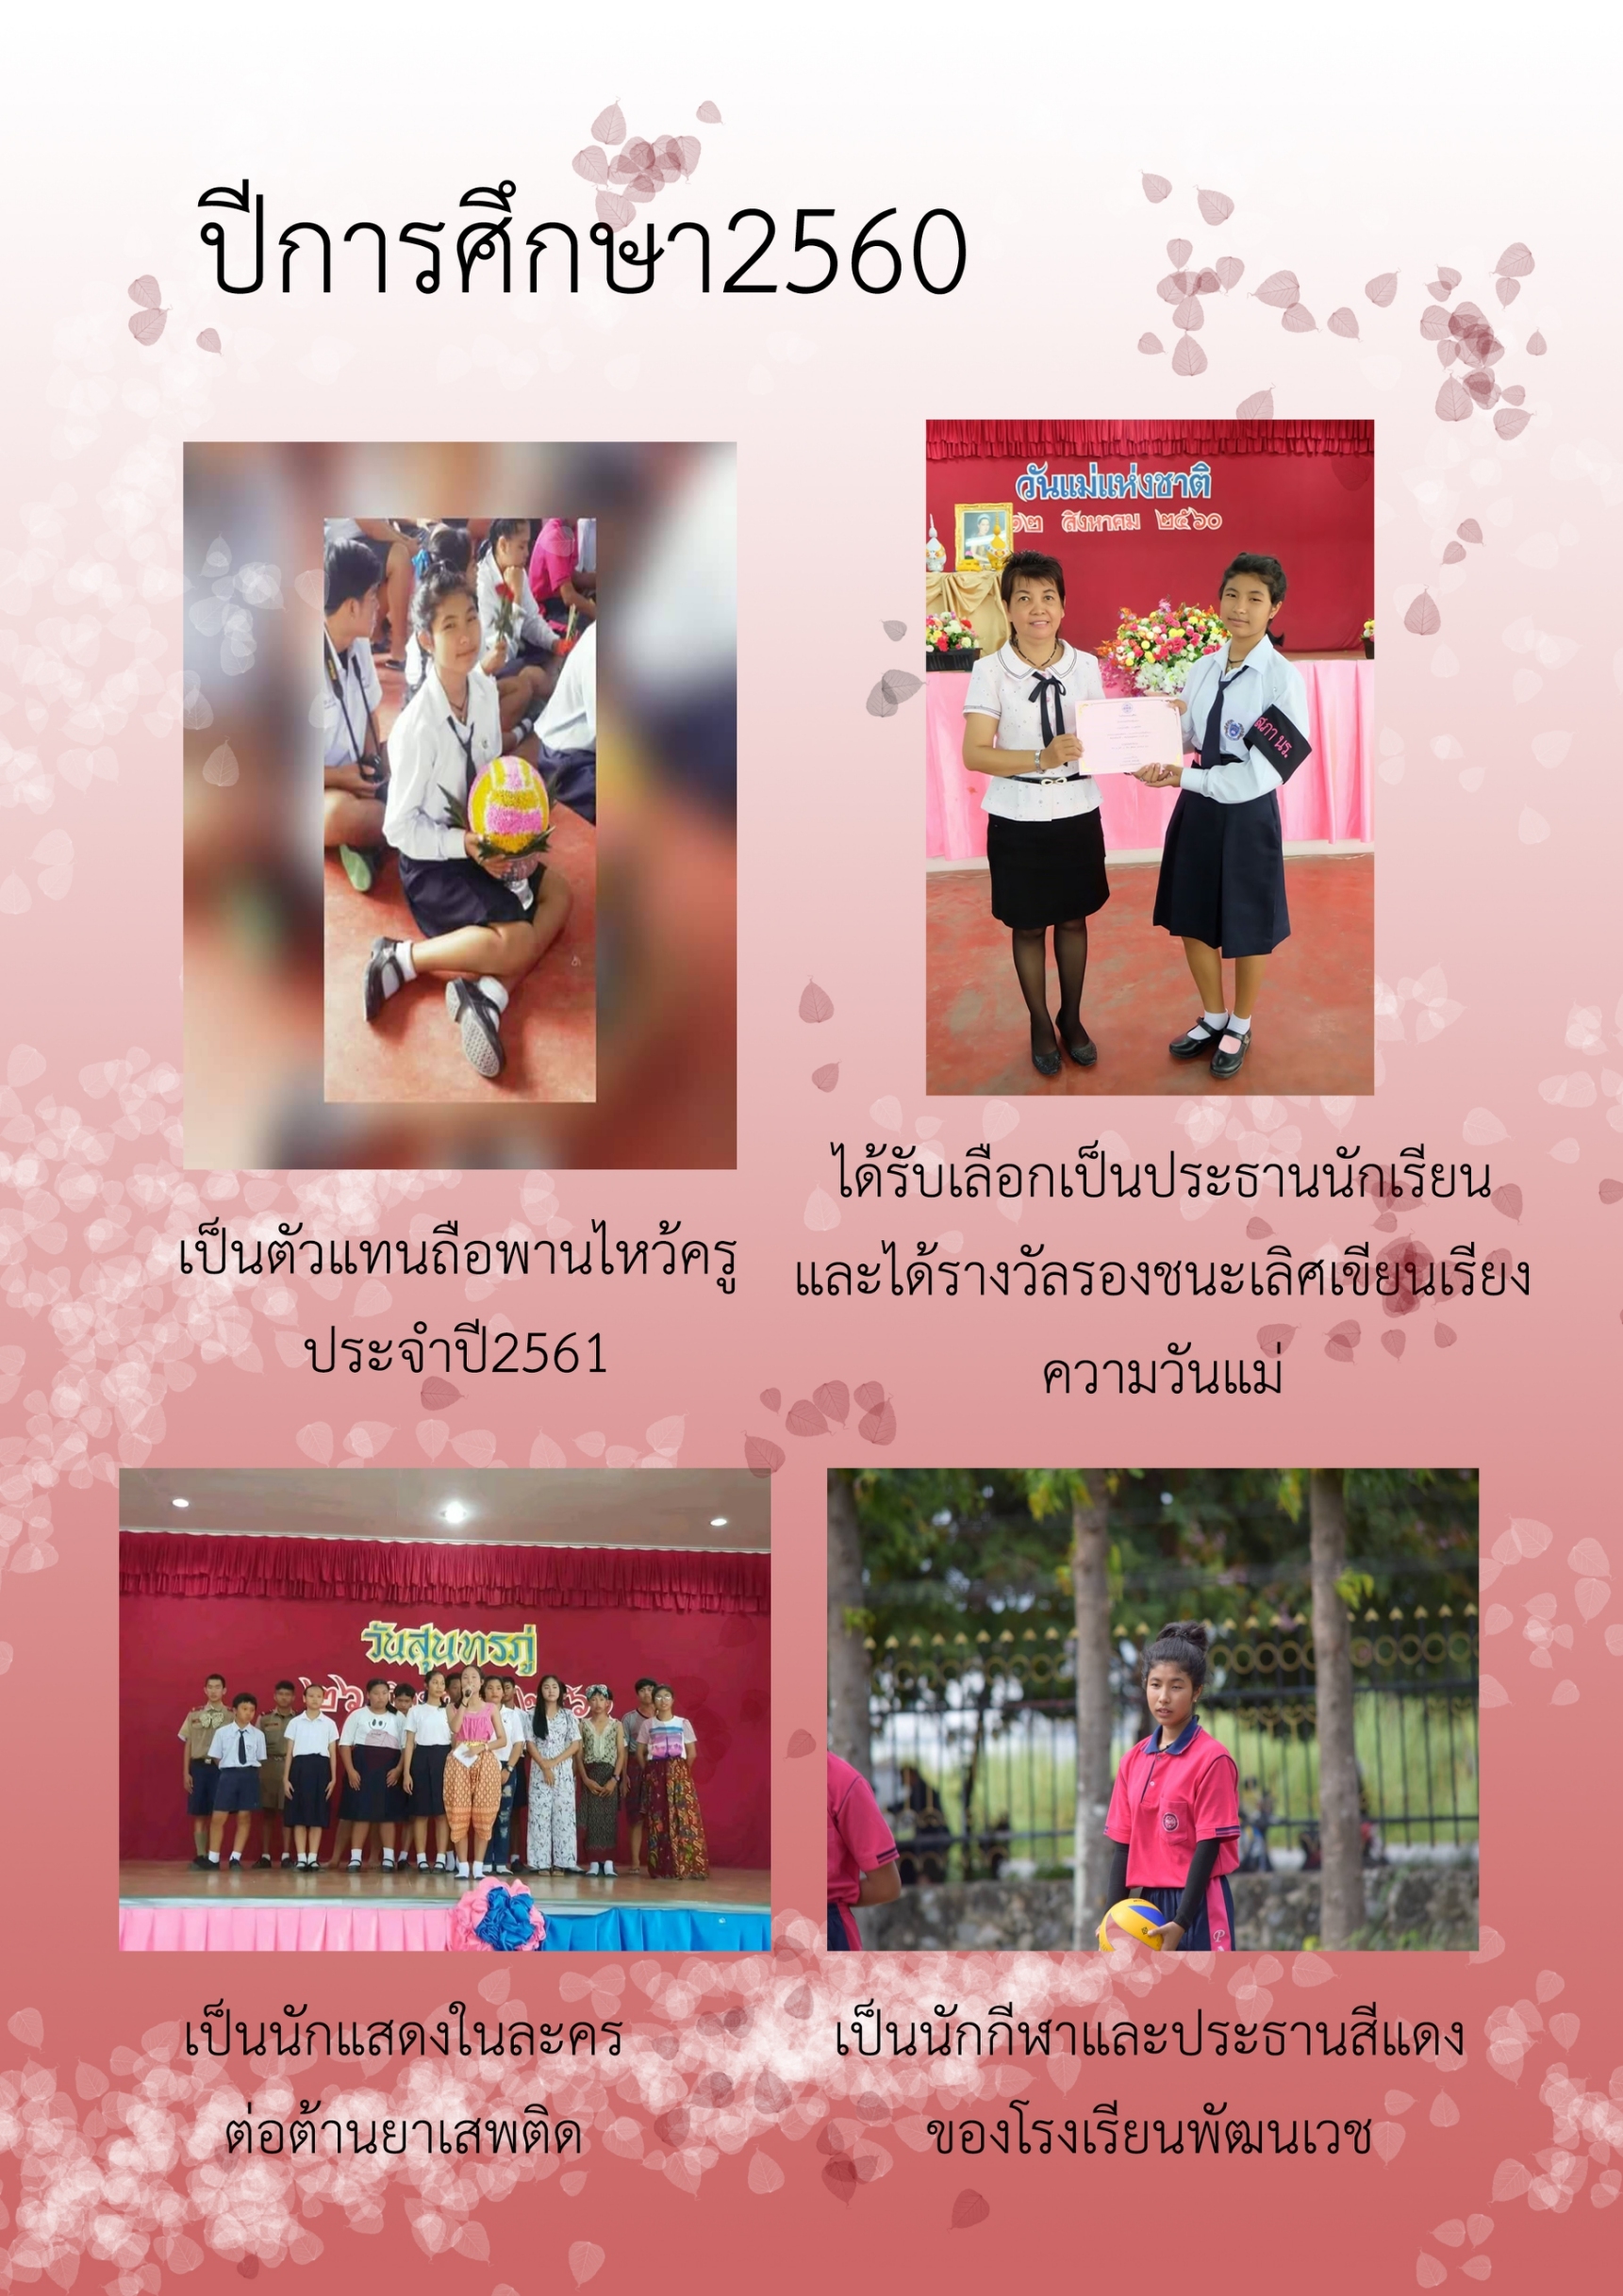 ปีการศึกษา2560
วันแม่แห่งชาติ
๑๒ สิงหาคม ๒๕๖๐
สภา นร.
เป็นตัวแทนถือพานไหว้ครู
ประจำปี2561
ได้รับเลือกเป็นประธานนักเรียน
และได้รางวัลรองชนะเลิศเขียนเรียง
ความวันแม่
วันสุนทรภู่
๒๖
เป็นนักแสดงในละคร
ต่อต้านยาเสพติด
เป็นนักกีฬาและประธานสีแดง
ของโรงเรียนพัฒนเวช